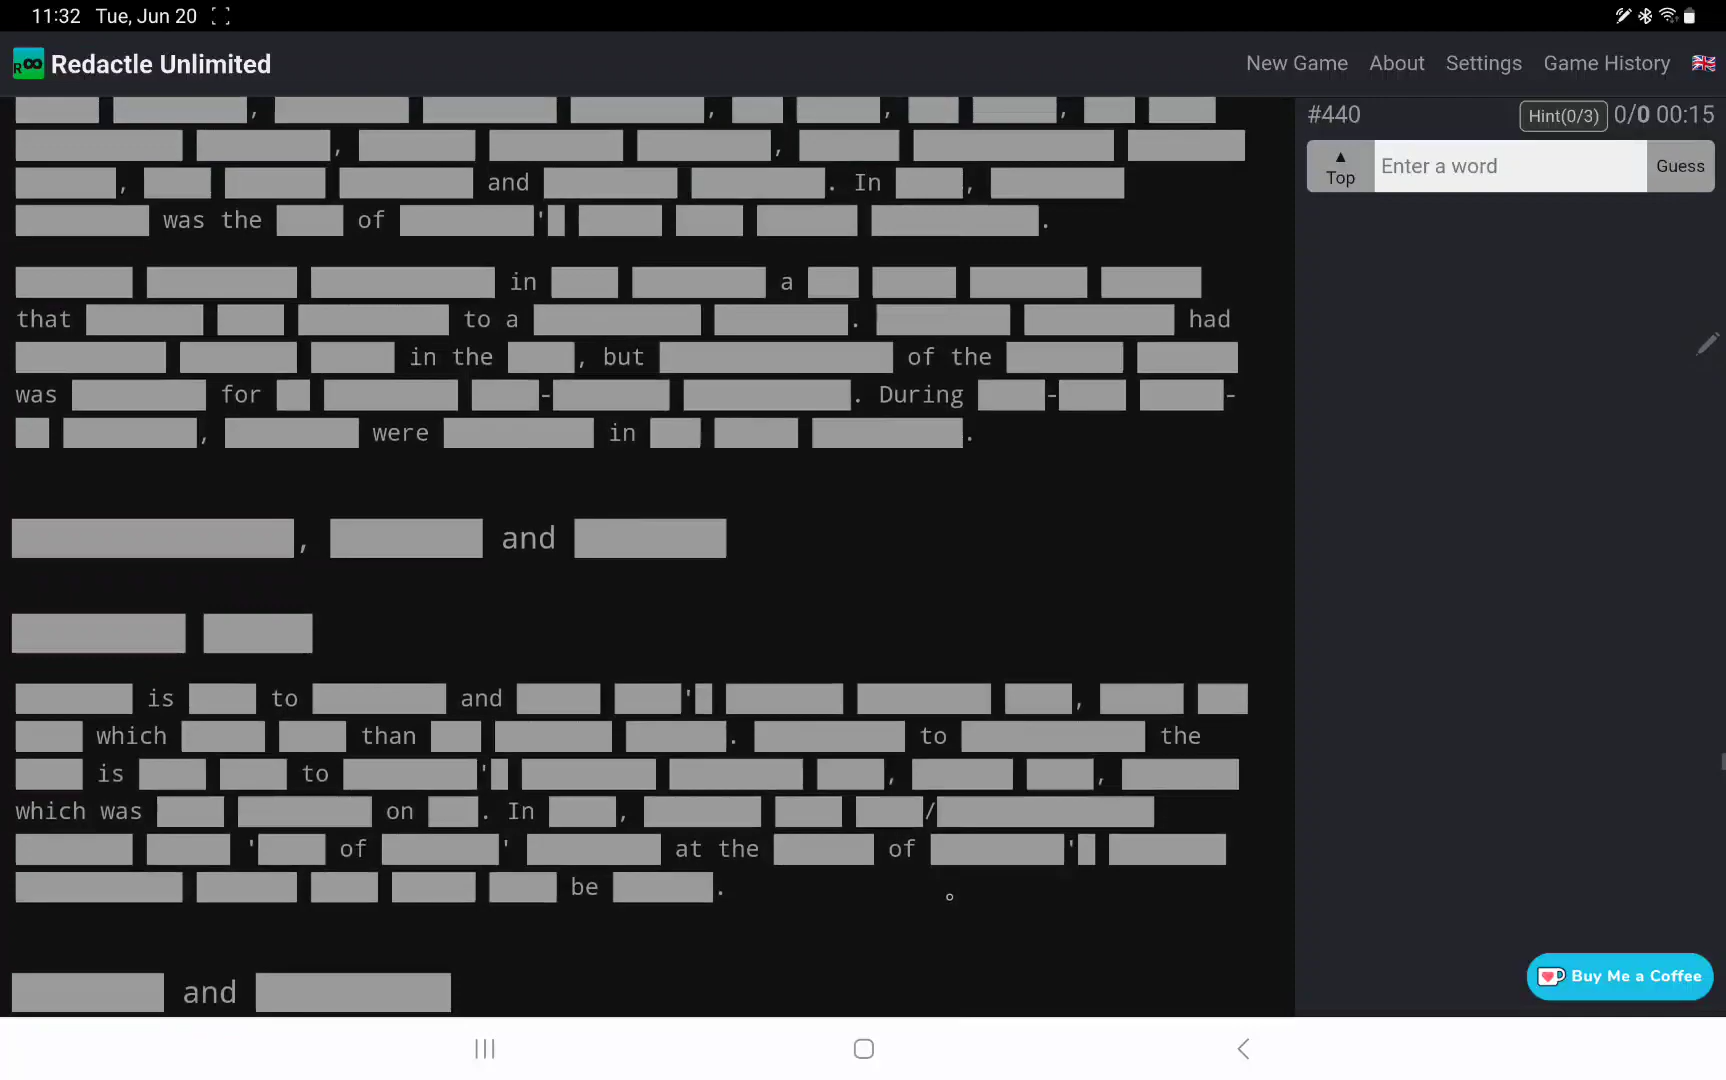 11:32 Tue, Jun 20
R∞ Redactle Unlimited
New Game About Settings Game History
#440 Hint(0/3) 0/0 00:15
▲ Top Enter a word Guess
, , , ,
, , ,
, and . In ,
was the of ' .
in a
that to a . had
in the , but of the
was for - . During - -
, were in .
, and
is to and ' ,
which than . to the
is to ' , ,
which was on . In , /
' of ' at the of '
be .
and
Buy Me a Coffee